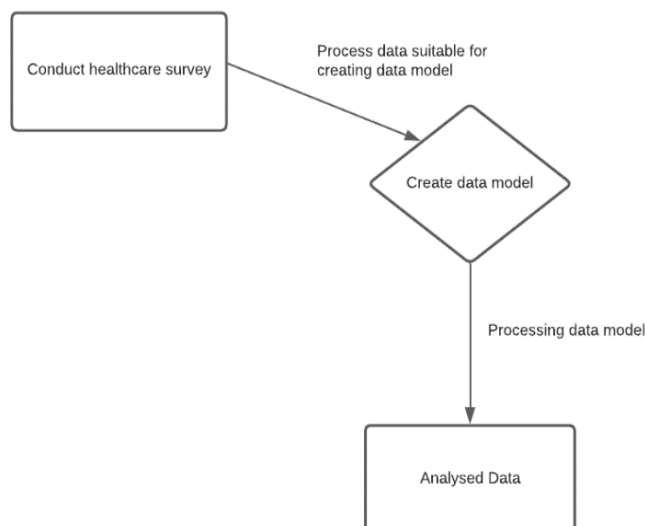 Conduct healthcare survey
Process data suitable for
creating data model
Create data model
Processing data model
Analysed Data